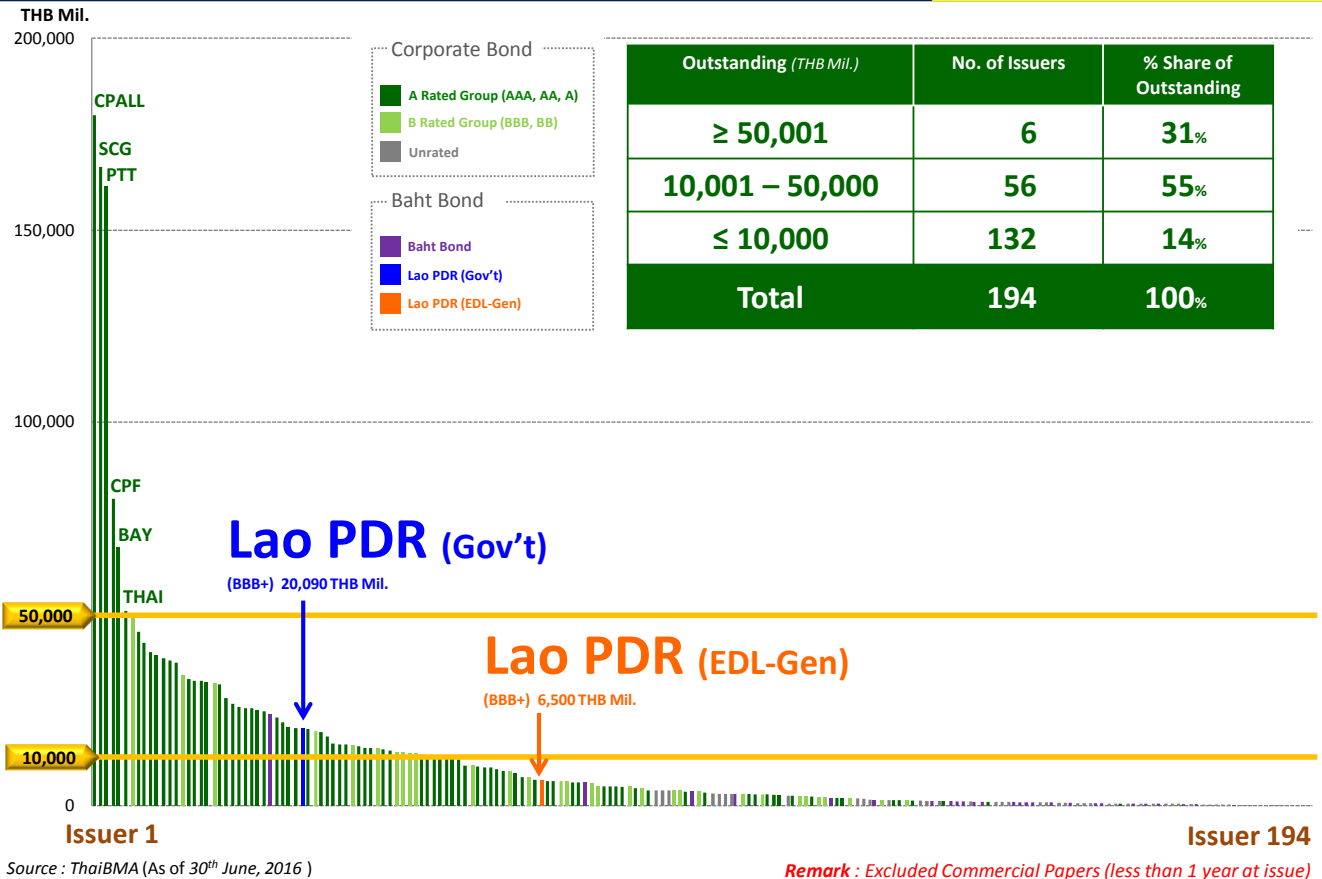 THB Mil.
200,000
150,000
100,000
50,000
10,000
0
CPALL
SCG
PTT
CPF
BAY
THAI
Corporate Bond
A Rated Group (AAA, AA, A)
B Rated Group (BBB, BB)
Unrated
Baht Bond
Baht Bond
Lao PDR (Gov't)
Lao PDR (EDL-Gen)
Outstanding (THB Mil.) No. of Issuers % Share of
Outstanding
≥ 50,001 6 31%
10,001 – 50,000 56 55%
≤ 10,000 132 14%
Total 194 100%
Lao PDR (Gov't)
(BBB+) 20,090 THB Mil.
Lao PDR (EDL-Gen)
(BBB+) 6,500 THB Mil.
Issuer 1
Issuer 194
Source : ThaiBMA (As of 30th June, 2016 )
Remark : Excluded Commercial Papers (less than 1 year at issue)